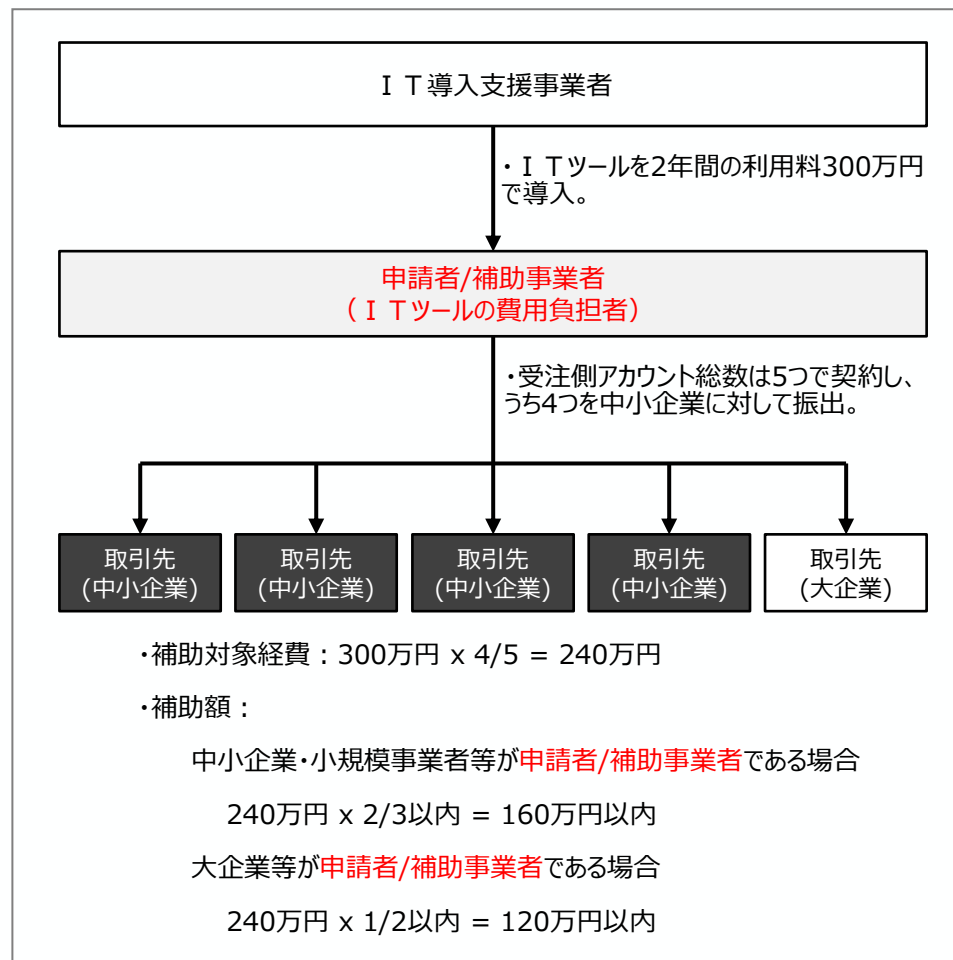 ＩＴ導入支援事業者
・ＩＴツールを2年間の利用料300万円
で導入。
申請者/補助事業者
（ＩＴツールの費用負担者）
・受注側アカウント総数は5つで契約し、
うち4つを中小企業に対して振出。
取引先
(中小企業)
取引先
(中小企業)
取引先
(中小企業)
取引先
(中小企業)
取引先
(大企業)
・補助対象経費：300万円 x 4/5 = 240万円
・補助額：
中小企業・小規模事業者等が申請者/補助事業者である場合
240万円 x 2/3以内 = 160万円以内
大企業等が申請者/補助事業者である場合
240万円 x 1/2以内 = 120万円以内